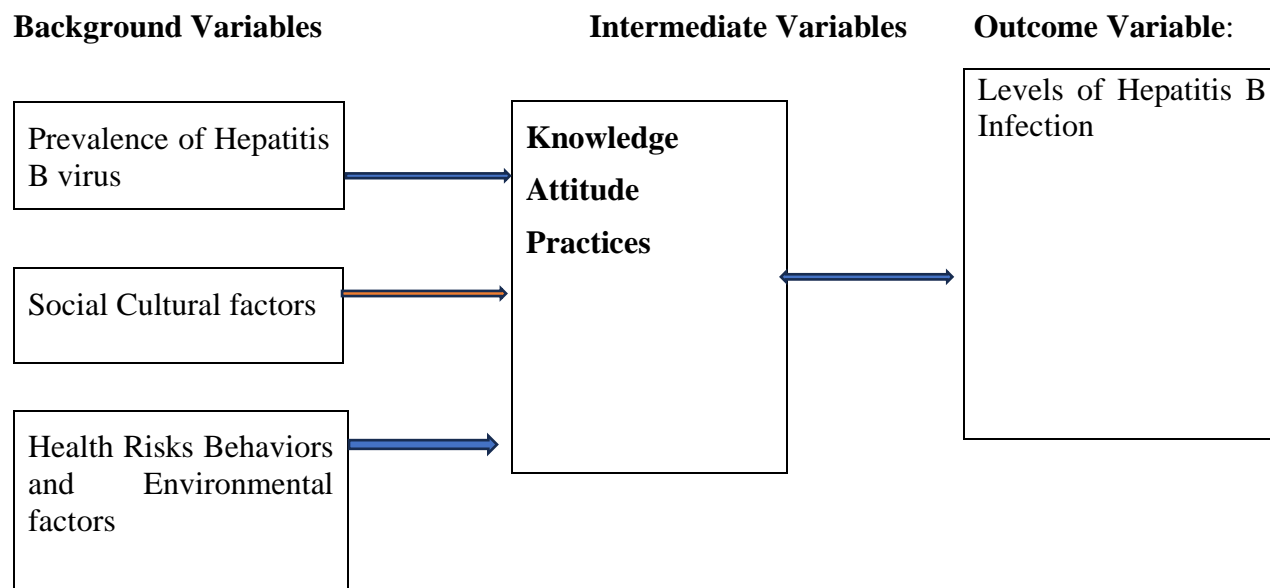 Background Variables
Intermediate Variables
Outcome Variable:
Prevalence of Hepatitis
B virus
Social Cultural factors
Health Risks Behaviors
and Environmental
factors
Knowledge
Attitude
Practices
Levels of Hepatitis B
Infection